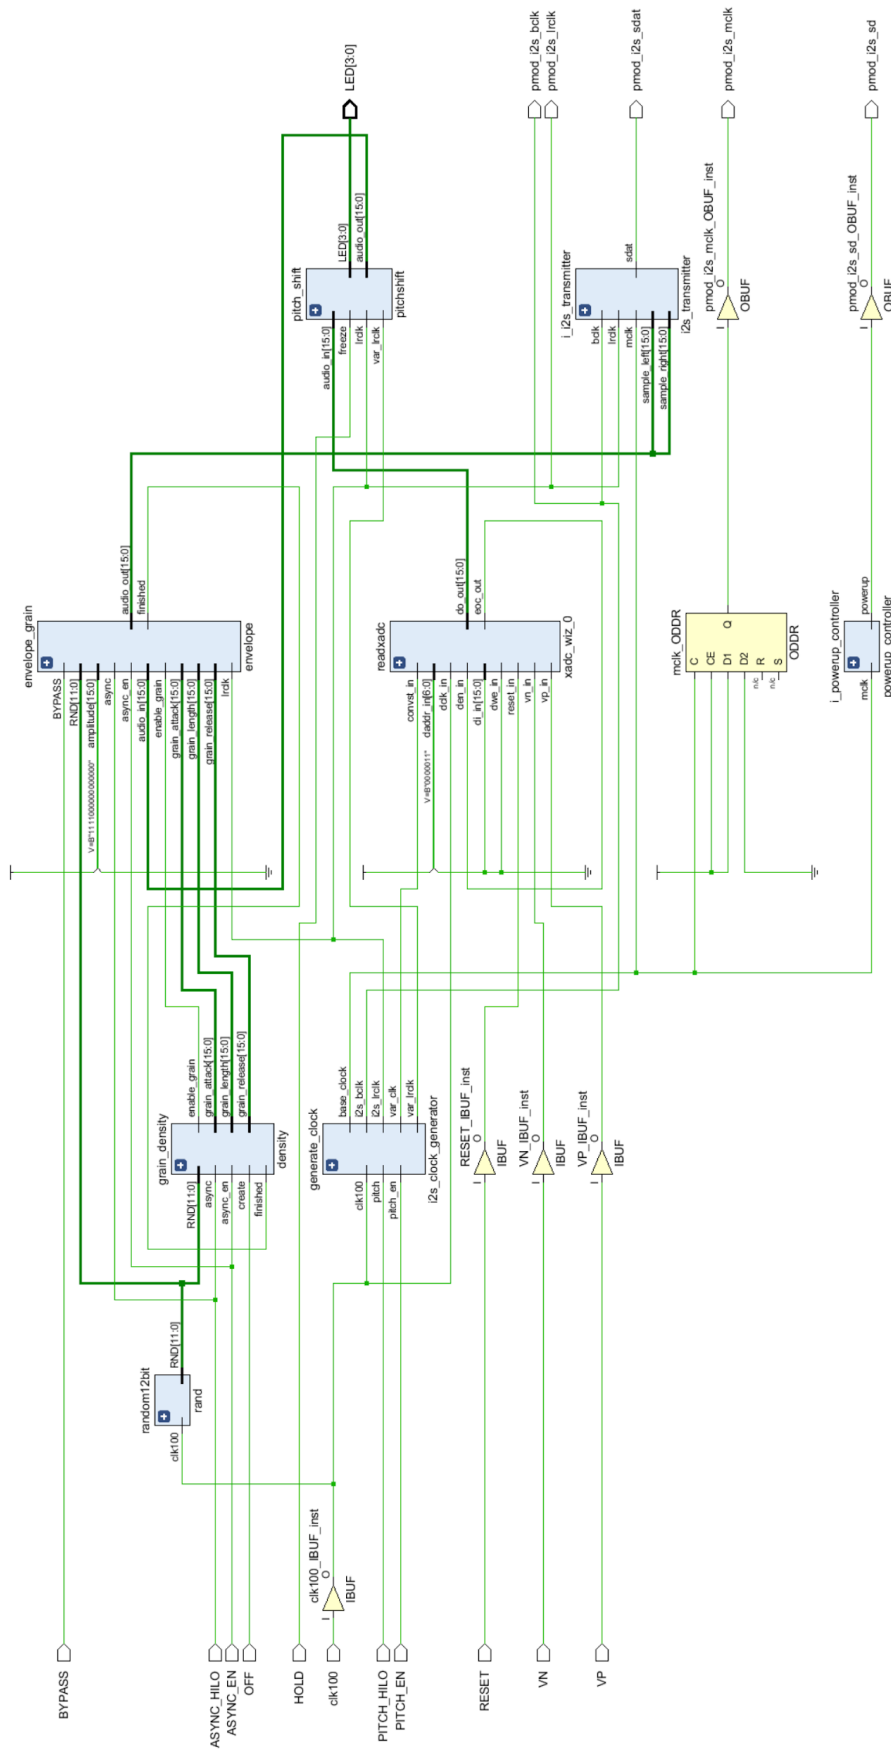 BYPASS
ASYNC_HILO
ASYNC_EN
OFF
HOLD
clk100
PITCH_HILO
PITCH_EN
RESET
VN
VP
clk100_IBUF_inst
I
O
IBUF
random12bit
clk100
RND[11:0]
rand
grain_density
RND[11:0]
async
async_en
create
finished
enable_grain
grain_attack[15:0]
grain_length[15:0]
grain_release[15:0]
density
generate_clock
clk100
pitch
pitch_en
base_clock
i2s_bclk
i2s_lrclk
var_clk
var_lrclk
i2s_clock_generator
RESET_IBUF_inst
I
O
IBUF
VN_IBUF_inst
I
O
IBUF
VP_IBUF_inst
I
O
IBUF
envelope_grain
BYPASS
RND[11:0]
V=B"1111000000000000"
amplitude[15:0]
async
async_en
audio_in[15:0]
enable_grain
grain_attack[15:0]
grain_length[15:0]
grain_release[15:0]
lrclk
audio_out[15:0]
finished
envelope
readxadc
convst_in
V=B"0000011"
daddr_in[6:0]
dclk_in
den_in
di_in[15:0]
dwe_in
reset_in
vn_in
vp_in
do_out[15:0]
eoc_out
xadc_wiz_0
mclk_ODDR
C
CE
D1
D2
n/c
R
n/c
S
Q
ODDR
i_powerup_controller
mclk
powerup
powerup_controller
pitch_shift
audio_in[15:0]
freeze
lrclk
var_lrclk
LED[3:0]
audio_out[15:0]
pitchshift
i_i2s_transmitter
bclk
lrclk
mclk
sample_left[15:0]
sample_right[15:0]
sdat
i2s_transmitter
pmod_i2s_mclk_OBUF_inst
I
O
OBUF
pmod_i2s_sd_OBUF_inst
I
O
OBUF
LED[3:0]
pmod_i2s_bclk
pmod_i2s_lrclk
pmod_i2s_sdat
pmod_i2s_mclk
pmod_i2s_sd